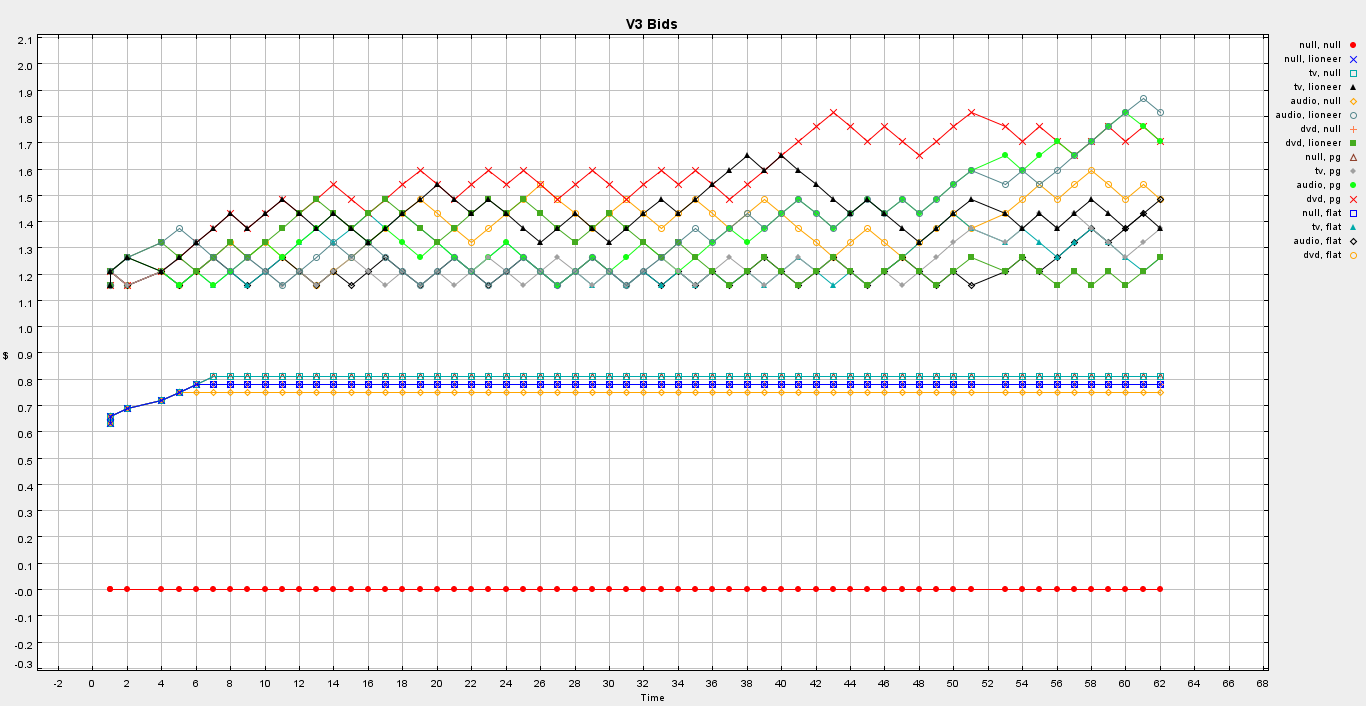 V3 Bids
2.1
2.0
1.9
1.8
1.7
1.6
1.5
1.4
1.3
1.2
1.1
1.0
$ 0.9
0.8
0.7
0.6
0.5
0.4
0.3
0.2
0.1
-0.0
-0.1
-0.2
-0.3
-2 0 2 4 6 8 10 12 14 16 18 20 22 24 26 28 30 32 34 36 38 40 42 44 46 48 50 52 54 56 58 60 62 64 66 68
Time
null, null
null, lioneer
tv, null
tv, lioneer
audio, null
audio, lioneer
dvd, null
dvd, lioneer
null, pg
tv, pg
audio, pg
dvd, pg
null, flat
tv, flat
audio, flat
dvd, flat